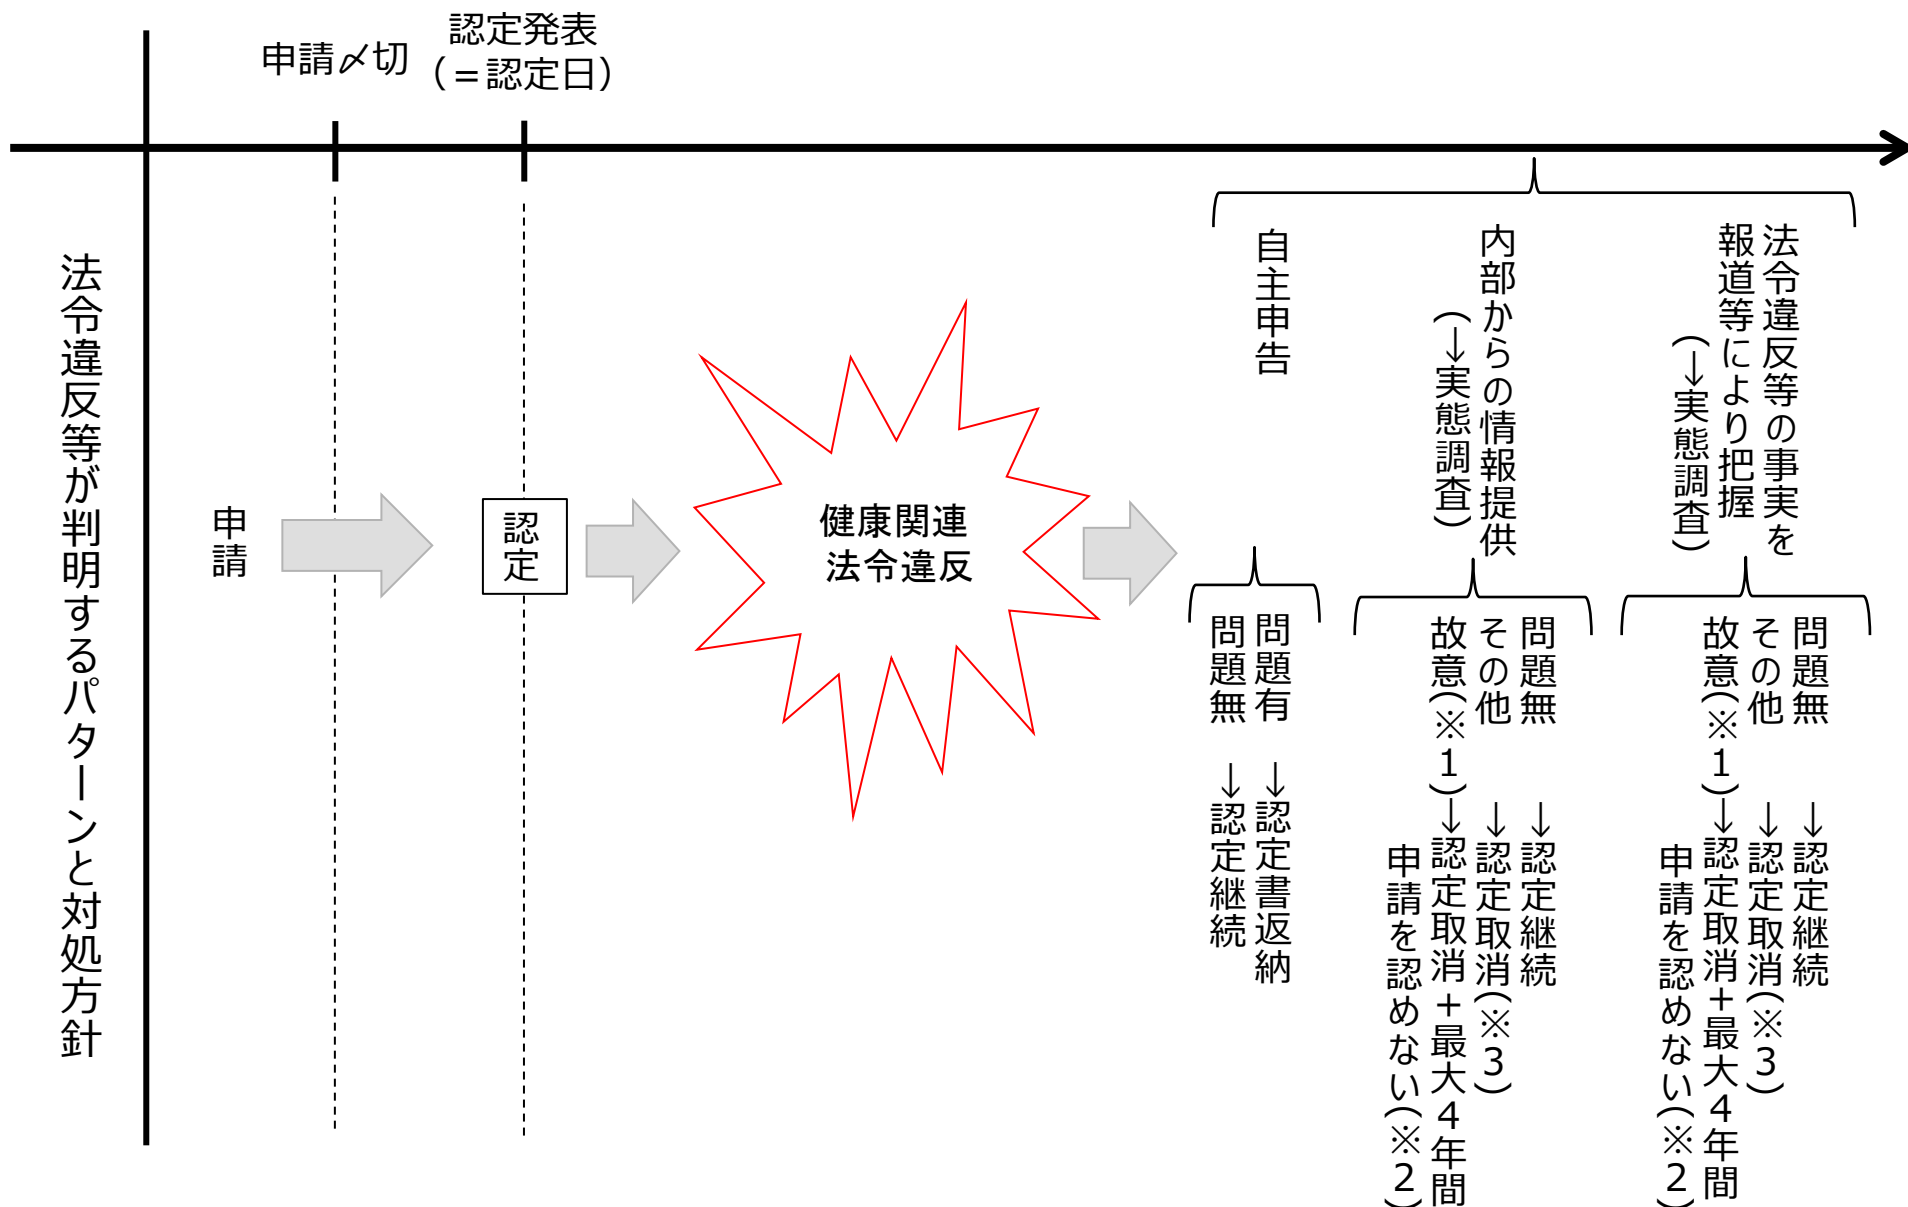 申請〆切
認定発表
(＝認定日)
法令違反等が判明するパターンと対処方針
申請
認定
健康関連
法令違反
法令違反等の事実を
報道等により把握
(→実態調査)
内部からの情報提供
(→実態調査)
自主申告
問題無　→認定継続
その他　→認定取消(※3)
故意(※1)→認定取消＋最大４年間
申請を認めない(※2)
問題無　→認定継続
その他　→認定取消(※3)
故意(※1)→認定取消＋最大４年間
申請を認めない(※2)
問題有　→認定書返納
問題無　→認定継続